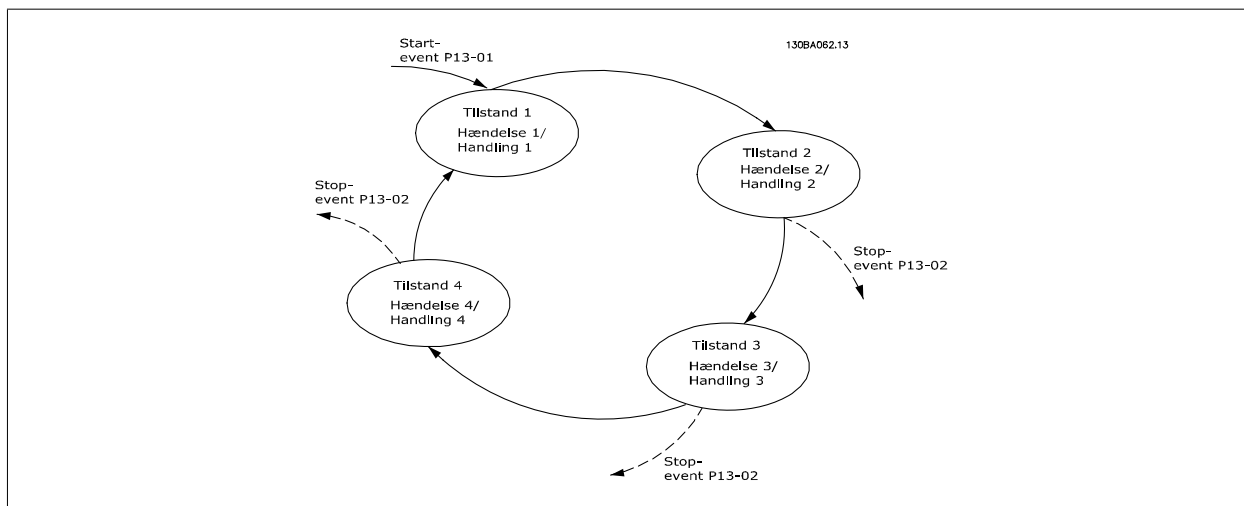 Start-
event P13-01
130BA062.13
Tilstand 1
Hændelse 1/
Handling 1
Tilstand 2
Hændelse 2/
Handling 2
Stop-
event P13-02
Stop-
event P13-02
Tilstand 4
Hændelse 4/
Handling 4
Tilstand 3
Hændelse 3/
Handling 3
Stop-
event P13-02